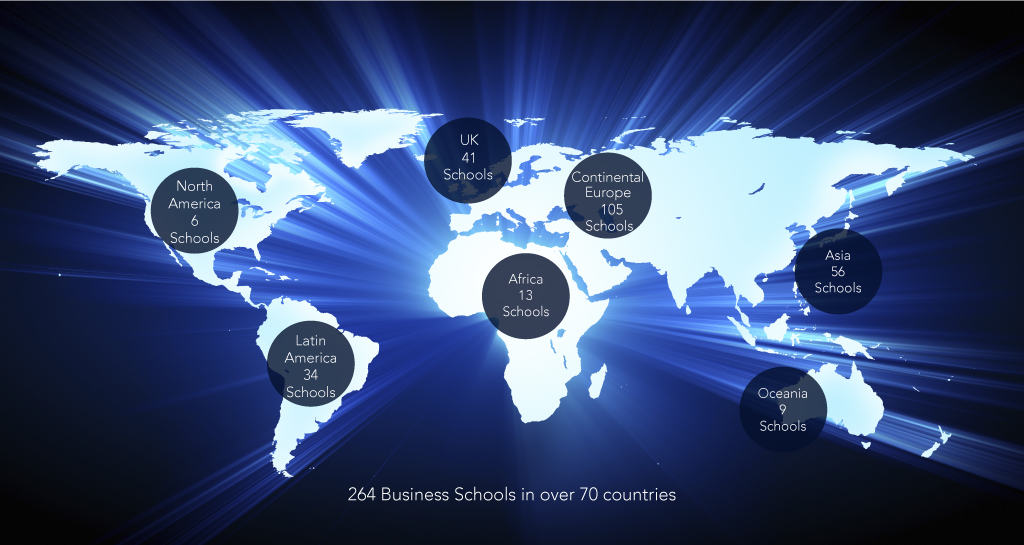 UK
41
Schools
Continental
Europe
105
Schools
North
America
6
Schools
Asia
56
Schools
Africa
13
Schools
Latin
America
34
Schools
Oceania
9
Schools
264 Business Schools in over 70 countries